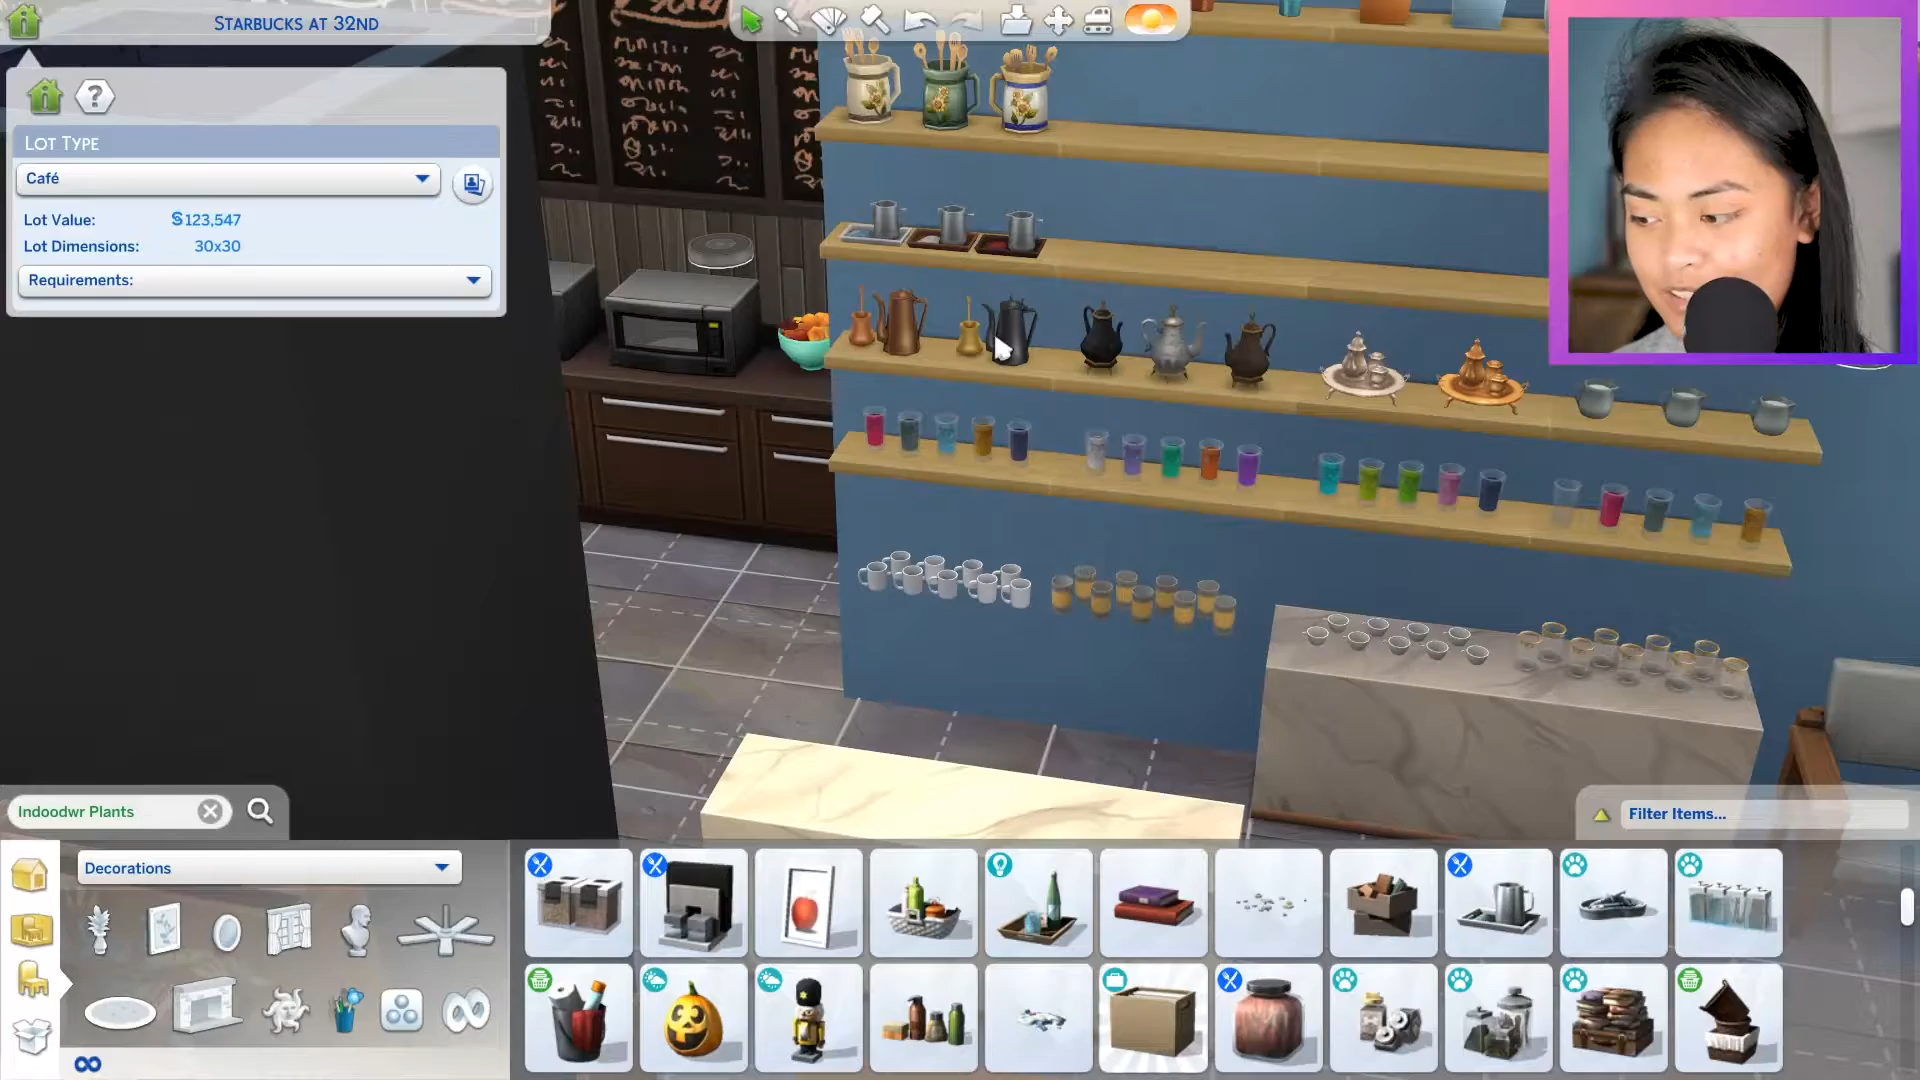 STARBUCKS AT 32ND
LOT TYPE
Café
Lot Value: §123,547
Lot Dimensions: 30x30
Requirements:
Indoodwr Plants
Filter Items...
Decorations